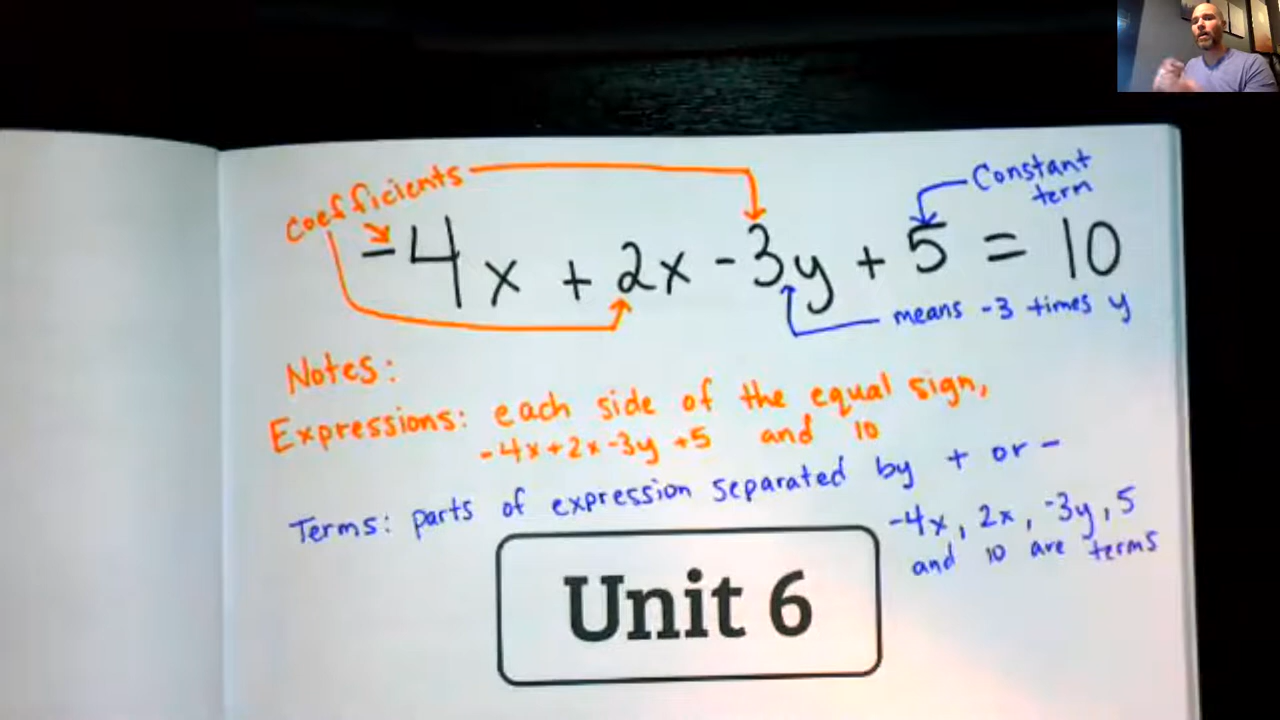 Coefficients
Constant
term
-4x + 2x - 3y + 5 = 10
means -3 times y
Notes:
Expressions: each side of the equal sign,
-4x+2x-3y+5 and 10
Terms: parts of expression separated by + or -
-4x, 2x, -3y, 5
and 10 are terms
Unit 6